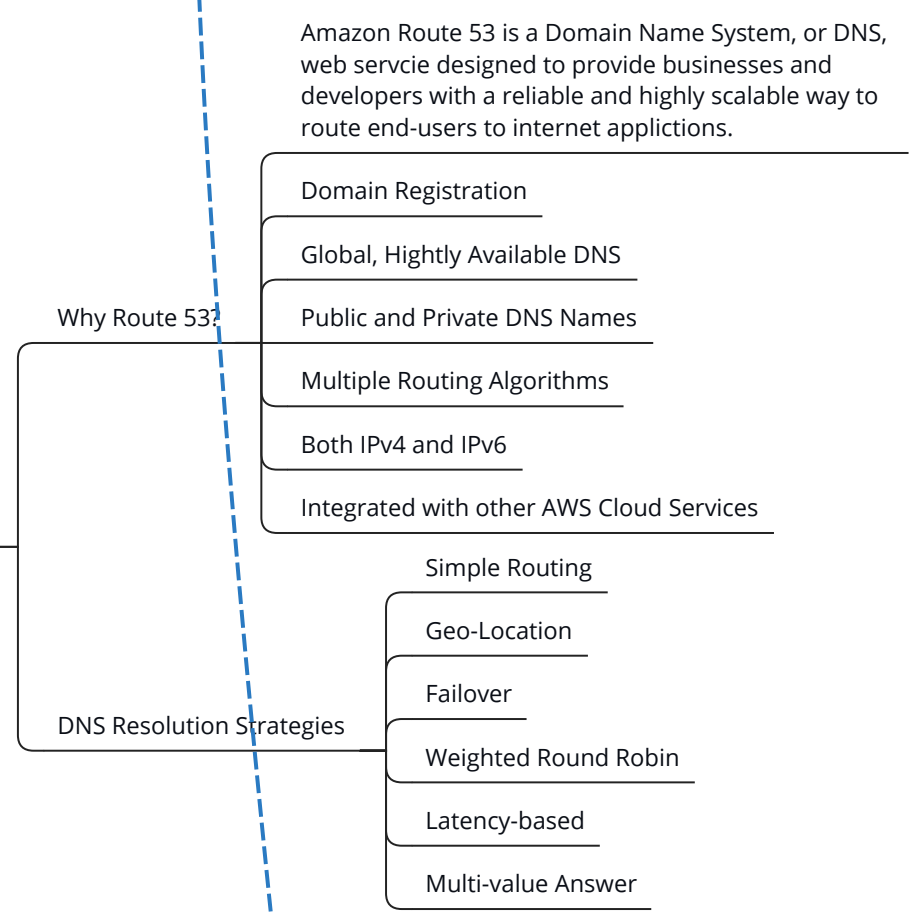 Amazon Route 53 is a Domain Name System, or DNS,
web servcie designed to provide businesses and
developers with a reliable and highly scalable way to
route end-users to internet applictions.
Domain Registration
Global, Hightly Available DNS
Why Route 53?
Public and Private DNS Names
Multiple Routing Algorithms
Both IPv4 and IPv6
Integrated with other AWS Cloud Services
Simple Routing
Geo-Location
Failover
DNS Resolution Strategies
Weighted Round Robin
Latency-based
Multi-value Answer